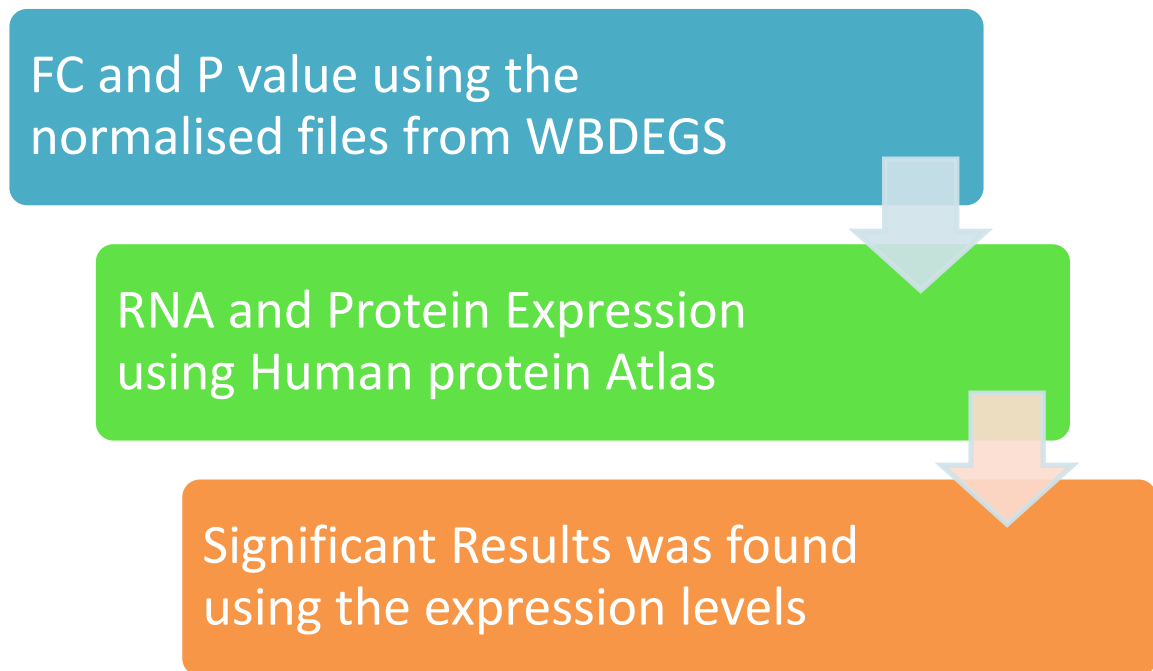 FC and P value using the
normalised files from WBDEGS
RNA and Protein Expression
using Human protein Atlas
Significant Results was found
using the expression levels